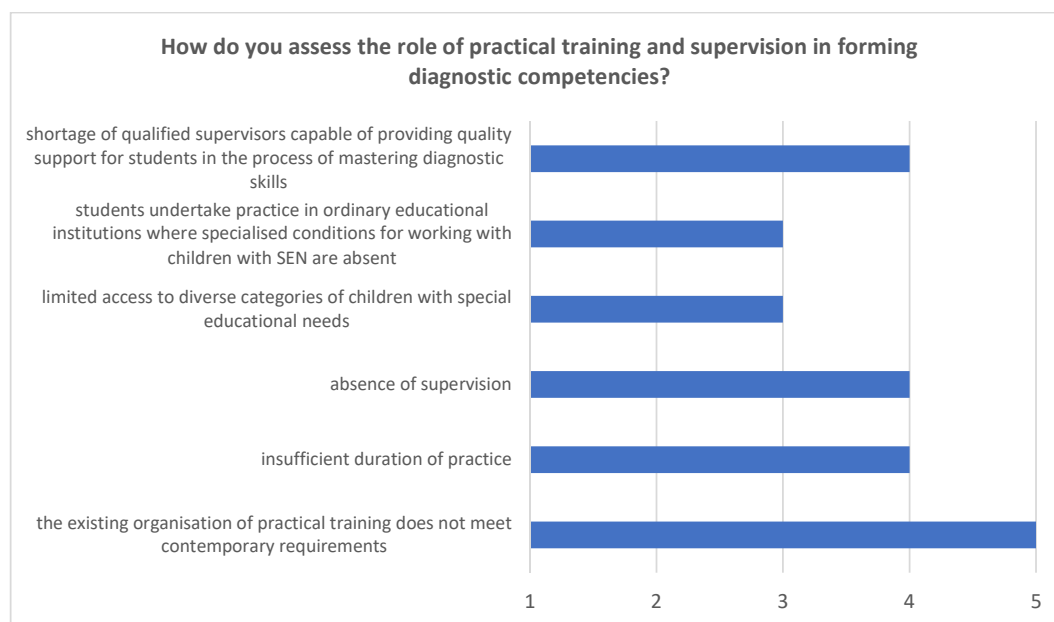 How do you assess the role of practical training and supervision in forming
diagnostic competencies?
shortage of qualified supervisors capable of providing quality
support for students in the process of mastering diagnostic
skills
students undertake practice in ordinary educational
institutions where specialised conditions for working with
children with SEN are absent
limited access to diverse categories of children with special
educational needs
absence of supervision
insufficient duration of practice
the existing organisation of practical training does not meet
contemporary requirements
1 2 3 4 5